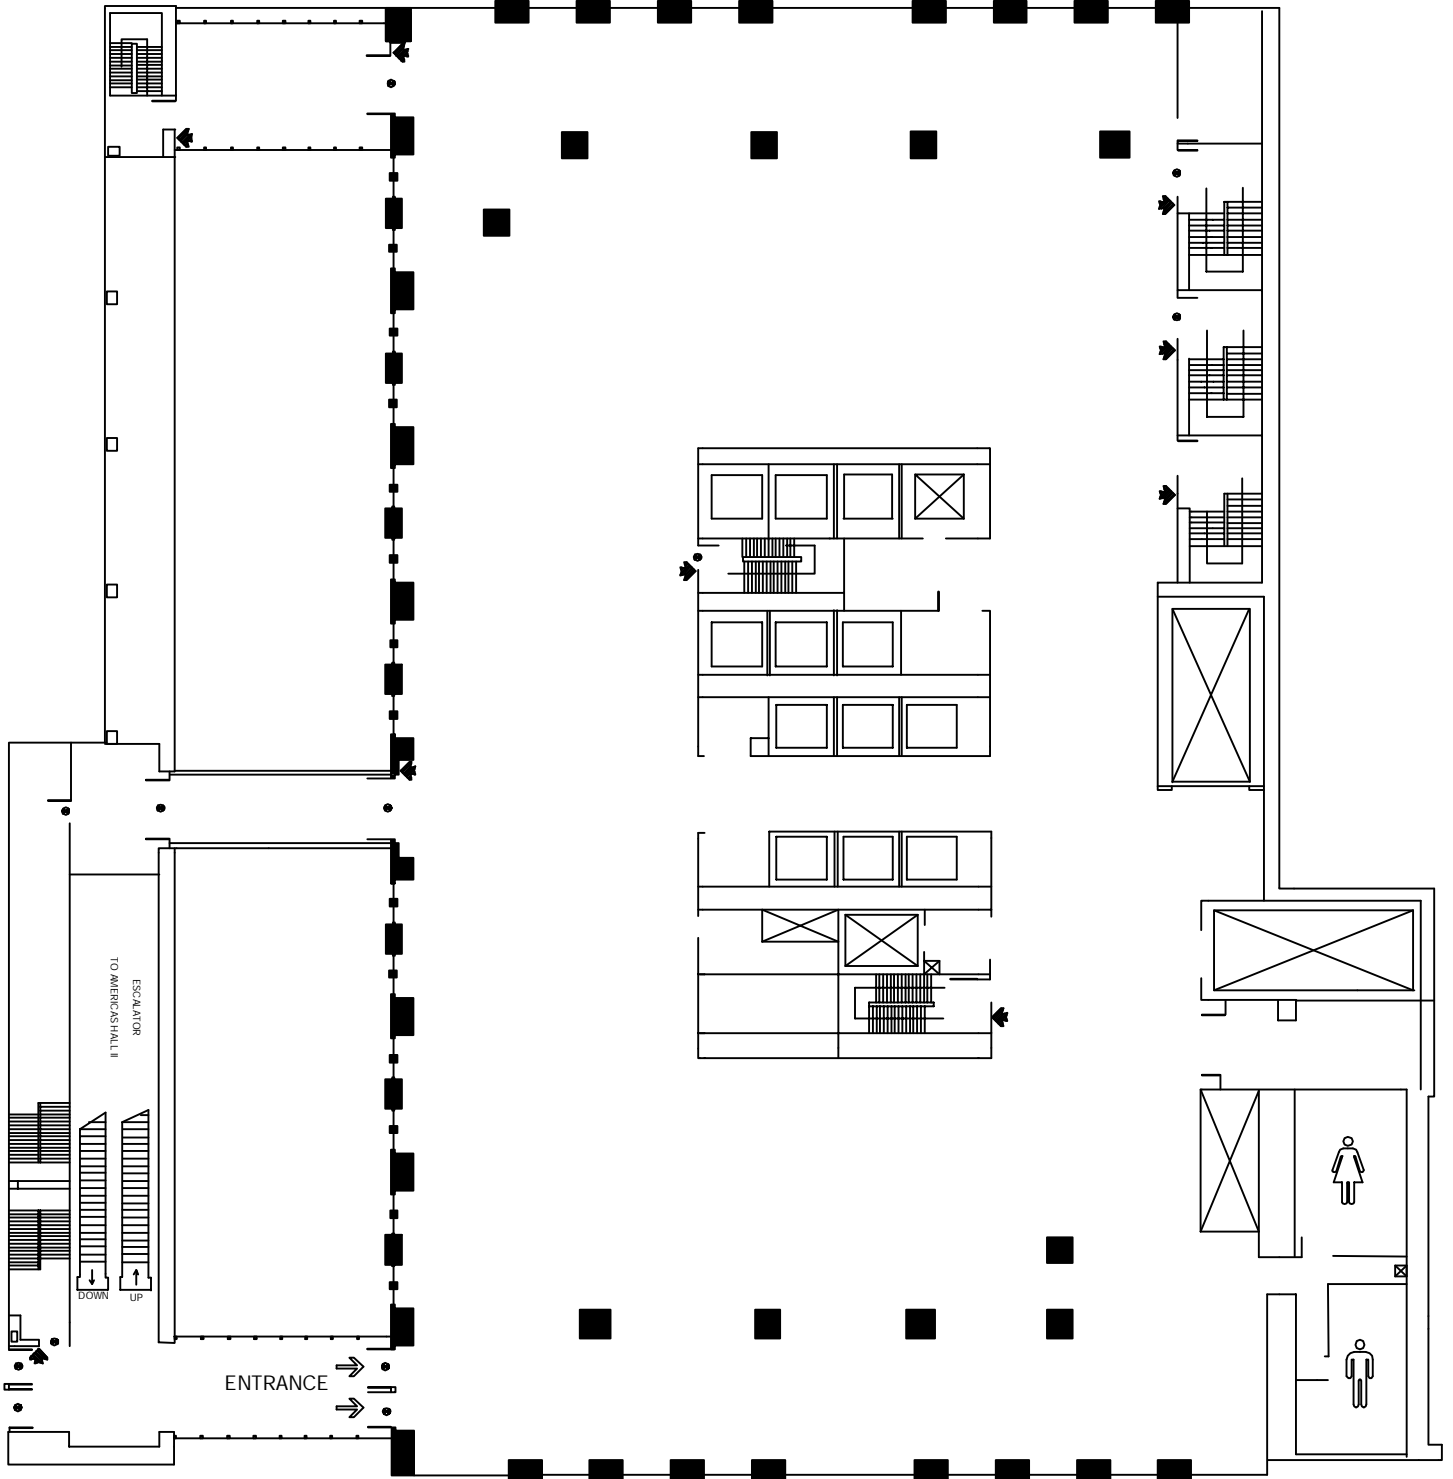 ESCALATOR
TO AMERICAS HALL II
DOWN
UP
ENTRANCE